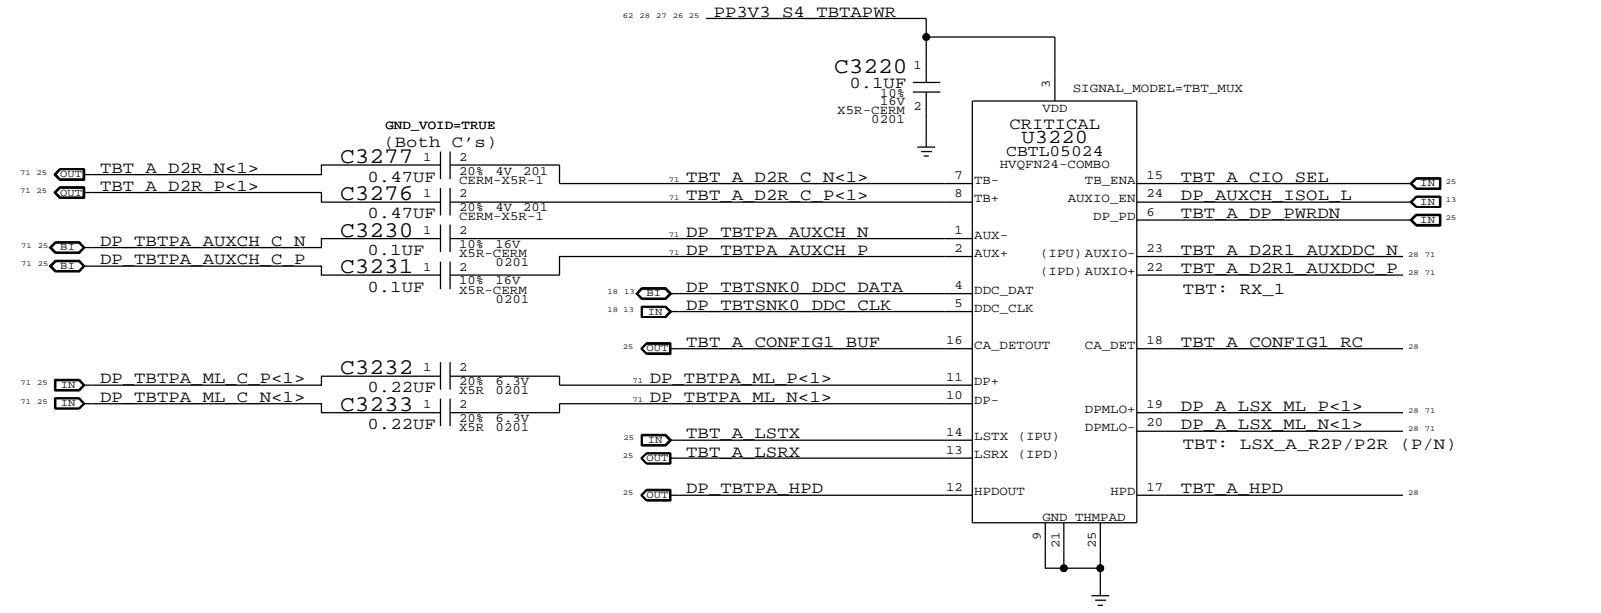 62 28 27 26 25 PP3V3_S4_TBTAPWR
C3220 1
0.1UF
10%
16V
X5R-CERM 2
0201
3
SIGNAL_MODEL=TBT_MUX
VDD
CRITICAL
U3220
CBTL05024
HVQFN24-COMBO
GND_VOID=TRUE
(Both C's)
71 25 OUT TBT_A_D2R_N<1>
C3277 1 2
0.47UF
20% 4V 201
CERM-X5R-1
71 TBT_A_D2R_C_N<1> 7 TB-
TB_ENA 15 TBT_A_CIO_SEL IN 25
71 25 OUT TBT_A_D2R_P<1>
C3276 1 2
0.47UF
20% 4V 201
CERM-X5R-1
71 TBT_A_D2R_C_P<1> 8 TB+
AUXIO_EN 24 DP_AUXCH_ISOL_L IN 13
DP_PD 6 TBT_A_DP_PWRDN IN 25
71 25 BI DP_TBTPA_AUXCH_C_N
C3230 1 2
0.1UF
10% 16V
X5R-CERM
0201
71 DP_TBTPA_AUXCH_N 1 AUX-
71 25 BI DP_TBTPA_AUXCH_C_P
C3231 1 2
0.1UF
10% 16V
X5R-CERM
0201
71 DP_TBTPA_AUXCH_P 2 AUX+
(IPU) AUXIO- 23 TBT_A_D2R1_AUXDDC_N 28 71
(IPD) AUXIO+ 22 TBT_A_D2R1_AUXDDC_P 28 71
TBT: RX_1
18 13 BI DP_TBTSNK0_DDC_DATA 4 DDC_DAT
18 13 IN DP_TBTSNK0_DDC_CLK 5 DDC_CLK
25 OUT TBT_A_CONFIG1_BUF 16 CA_DETOUT
CA_DET 18 TBT_A_CONFIG1_RC 28
71 25 IN DP_TBTPA_ML_C_P<1>
C3232 1 2
0.22UF
20% 6.3V
X5R 0201
71 DP_TBTPA_ML_P<1> 11 DP+
71 25 IN DP_TBTPA_ML_C_N<1>
C3233 1 2
0.22UF
20% 6.3V
X5R 0201
71 DP_TBTPA_ML_N<1> 10 DP-
DPMLO+ 19 DP_A_LSX_ML_P<1> 28 71
DPMLO- 20 DP_A_LSX_ML_N<1> 28 71
TBT: LSX_A_R2P/P2R (P/N)
25 IN TBT_A_LSTX 14 LSTX (IPU)
25 OUT TBT_A_LSRX 13 LSRX (IPD)
25 OUT DP_TBTPA_HPD 12 HPDOUT
HPD 17 TBT_A_HPD 28
GND THMPAD
9 21 25